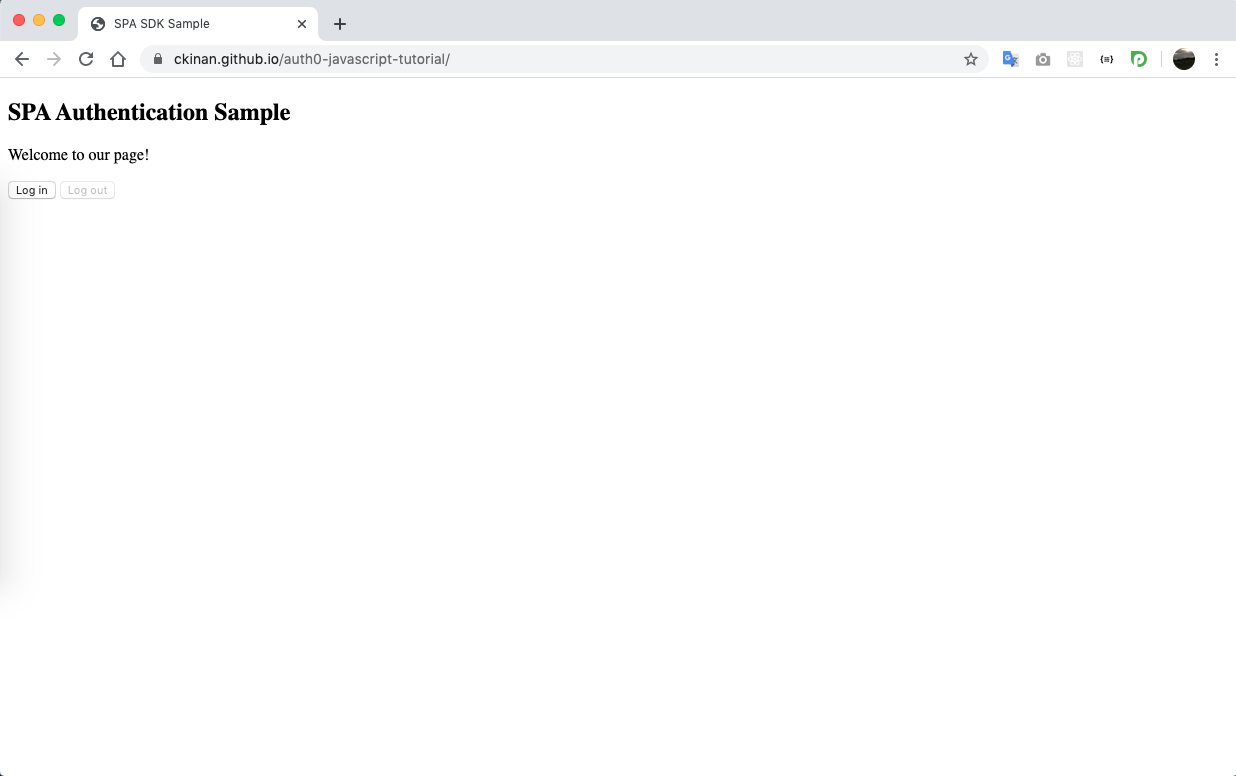 SPA SDK Sample
ckinan.github.io/auth0-javascript-tutorial/
SPA Authentication Sample
Welcome to our page!
Log in Log out